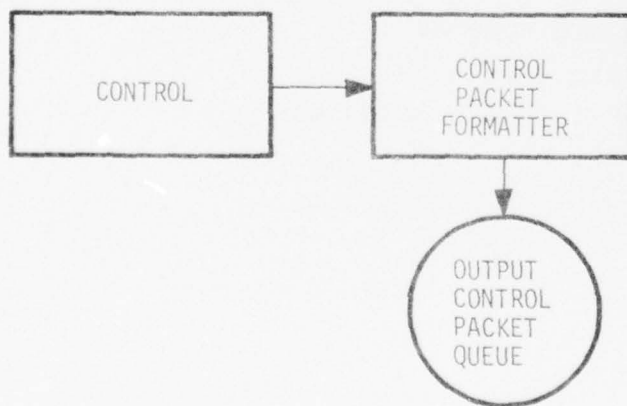 CONTROL
CONTROL
PACKET
FORMATTER
OUTPUT
CONTROL
PACKET
QUEUE